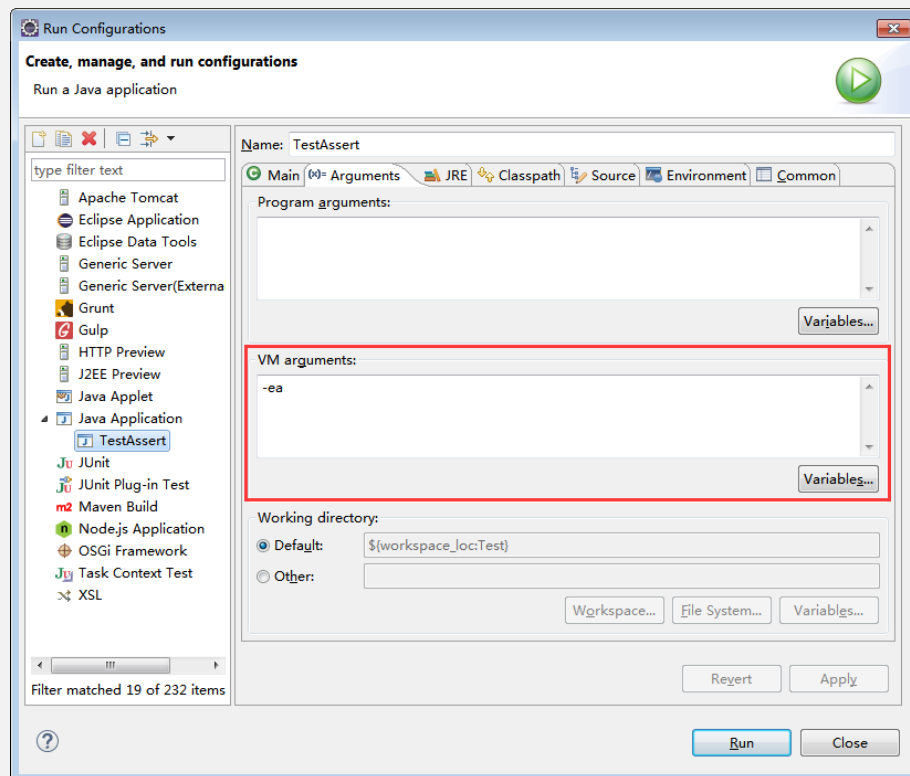 Run Configurations
Create, manage, and run configurations
Run a Java application
type filter text
Apache Tomcat
Eclipse Application
Eclipse Data Tools
Generic Server
Generic Server(Externa
Grunt
Gulp
HTTP Preview
J2EE Preview
Java Applet
Java Application
TestAssert
JUnit
JUnit Plug-in Test
m2 Maven Build
Node.js Application
OSGi Framework
Task Context Test
XSL
Filter matched 19 of 232 items
Name: TestAssert
Main (x)= Arguments JRE Classpath Source Environment Common
Program arguments:
Variables...
VM arguments:
-ea
Variables...
Working directory:
Default: ${workspace_loc:Test}
Other:
Workspace... File System... Variables...
Revert Apply
Run Close